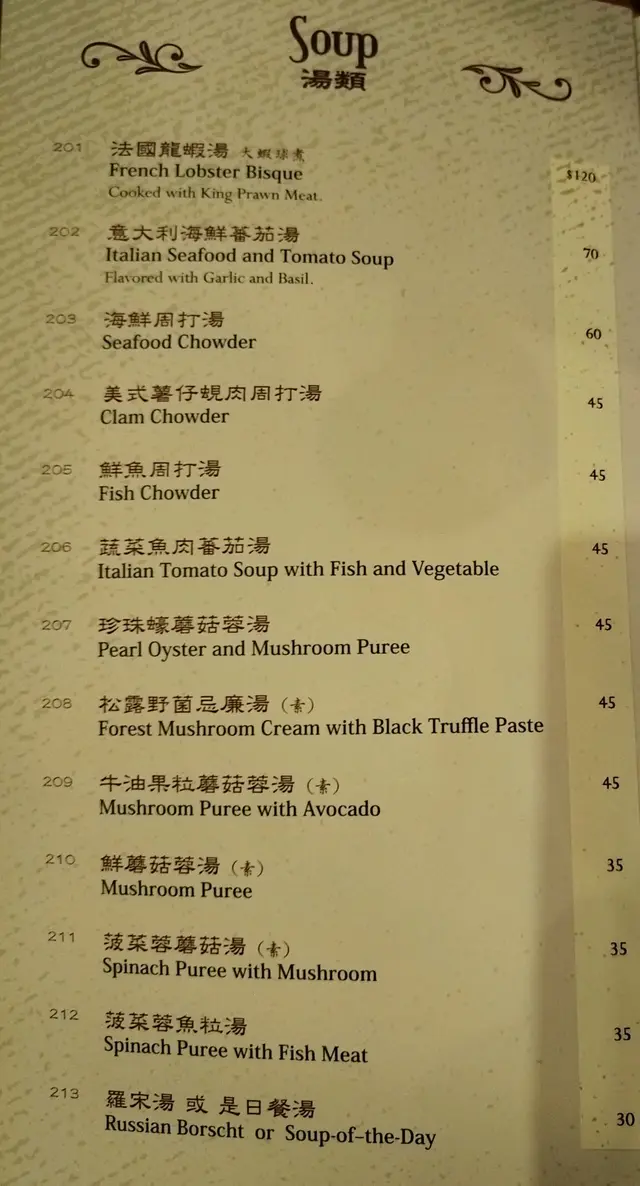 Soup
湯類
201 法國龍蝦湯 大蝦球煮
French Lobster Bisque $120
Cooked with King Prawn Meat.
202 意大利海鮮蕃茄湯
Italian Seafood and Tomato Soup 70
Flavored with Garlic and Basil.
203 海鮮周打湯
Seafood Chowder 60
204 美式薯仔蜆肉周打湯
Clam Chowder 45
205 鮮魚周打湯
Fish Chowder 45
206 蔬菜魚肉蕃茄湯
Italian Tomato Soup with Fish and Vegetable 45
207 珍珠蠔蘑菇蓉湯
Pearl Oyster and Mushroom Puree 45
208 松露野菌忌廉湯 (素)
Forest Mushroom Cream with Black Truffle Paste 45
209 牛油果粒蘑菇蓉湯 (素)
Mushroom Puree with Avocado 45
210 鮮蘑菇蓉湯 (素)
Mushroom Puree 35
211 菠菜蓉蘑菇湯 (素)
Spinach Puree with Mushroom 35
212 菠菜蓉魚粒湯
Spinach Puree with Fish Meat 35
213 羅宋湯 或 是日餐湯
Russian Borscht or Soup-of-the-Day 30